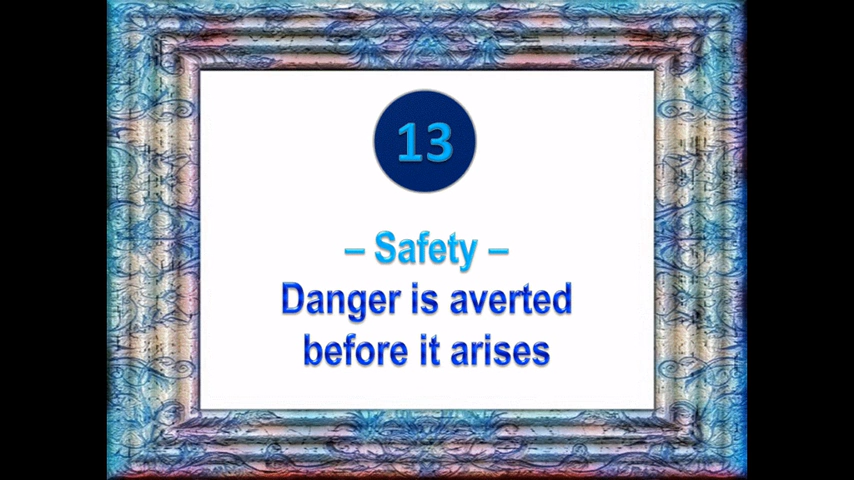 13
– Safety –
Danger is averted
before it arises